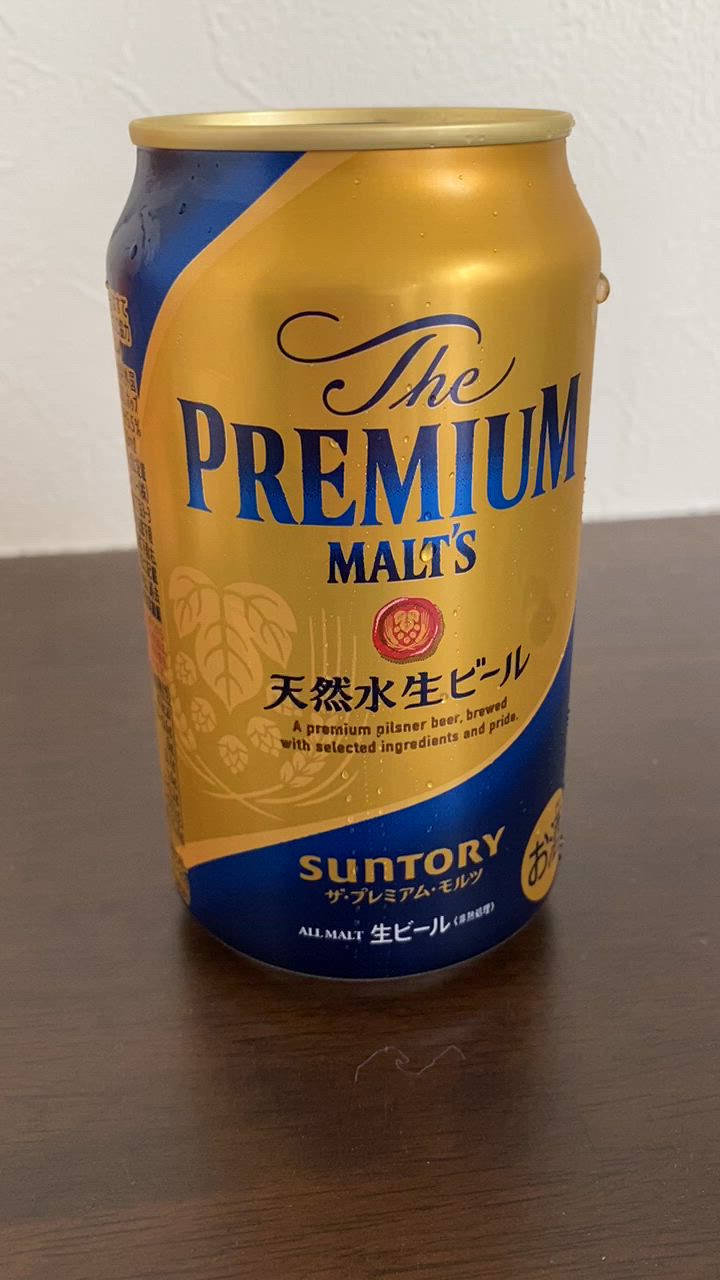 The
PREMIUM
MALT'S
天然水生ビール
A premium pilsner beer, brewed
with selected ingredients and pride.
SUNTORY
ザ・プレミアム・モルツ
ALL MALT 生ビール《非熱処理》
お酒